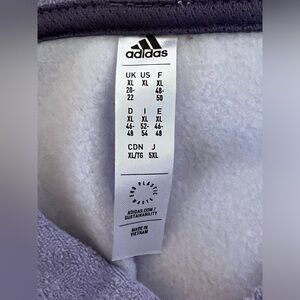 adidas
UK US F
XL XL XL
20- 48-
22 50
D I E
XL XL XL
46- 52- 46-
48 54 48
CDN J
XL/TG 5XL
END PLASTIC WASTE
ADIDAS.COM/
SUSTAINABILITY
MADE IN
VIETNAM